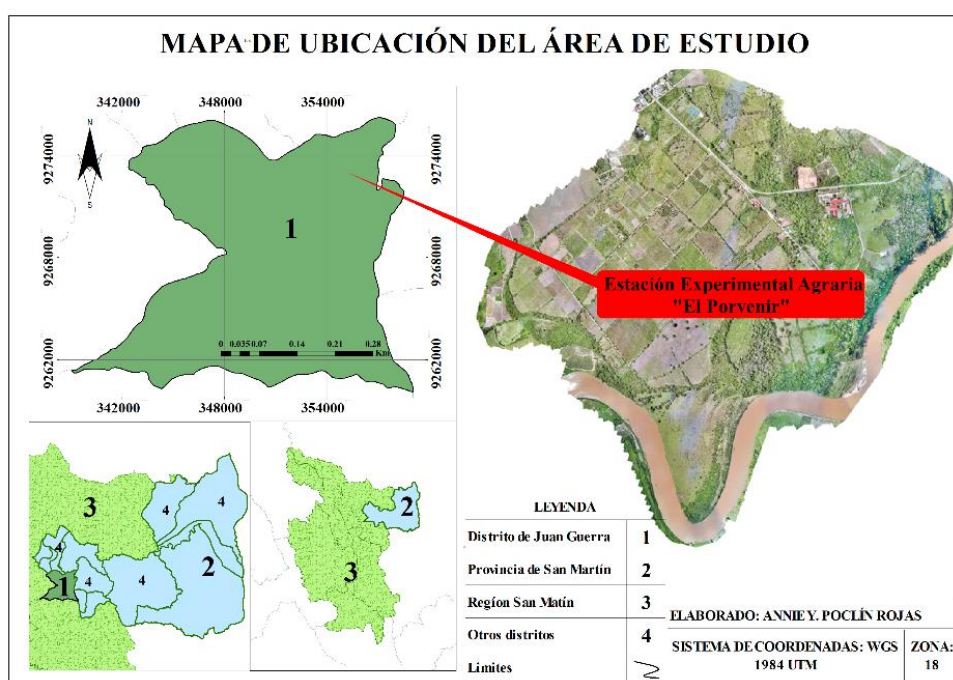 MAPA DE UBICACIÓN DEL ÁREA DE ESTUDIO
342000 348000 354000
N
S
9274000
9268000
9262000
9274000
9268000
9262000
1
0 0,035 0,07 0,14 0,21 0,28
Km
342000 348000 354000
Estación Experimental Agraria
"El Porvenir"
3
4
4
4
2
1
4
4
2
3
LEYENDA
Distrito de Juan Guerra 1
Provincia de San Martín 2
Región San Matín 3
Otros distritos 4
Limites
ELABORADO: ANNIE Y. POCLÍN ROJAS
SISTEMA DE COORDENADAS: WGS
1984 UTM
ZONA:
18